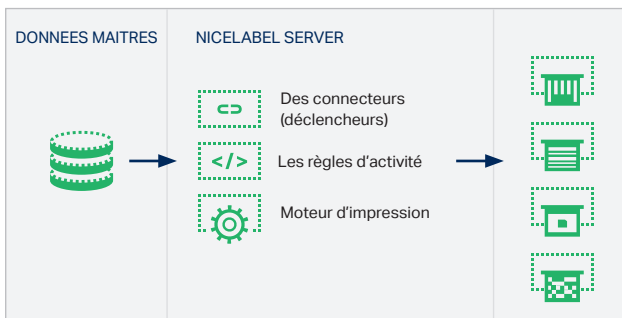 DONNEES MAITRES
NICELABEL SERVER
Des connecteurs
(déclencheurs)
</>
Les règles d'activité
Moteur d'impression